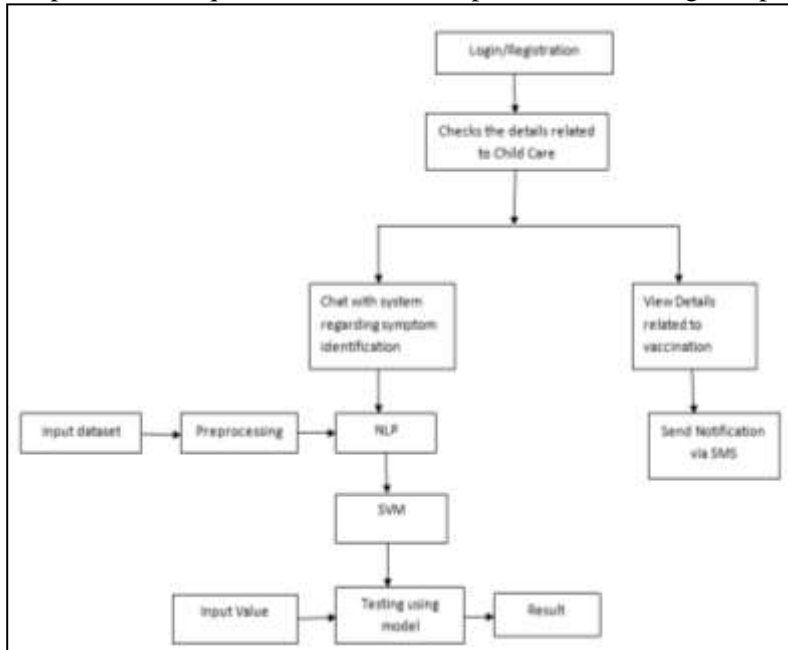 Login/Registration
Checks the details related
to Child Care
Chat with system
regarding symptom
identification
View Details
related to
vaccination
Input dataset
Preprocessing
NLP
Send Notification
via SMS
SVM
Input Value
Testing using
model
Result